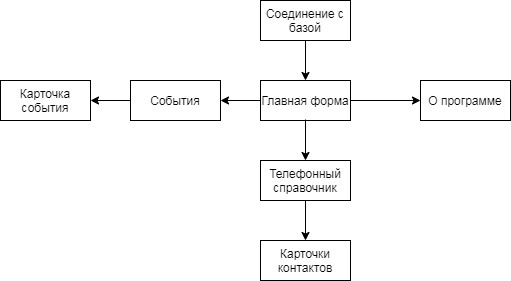 Соединение с
базой
Карточка
события
События
Главная форма
О программе
Телефонный
справочник
Карточки
контактов